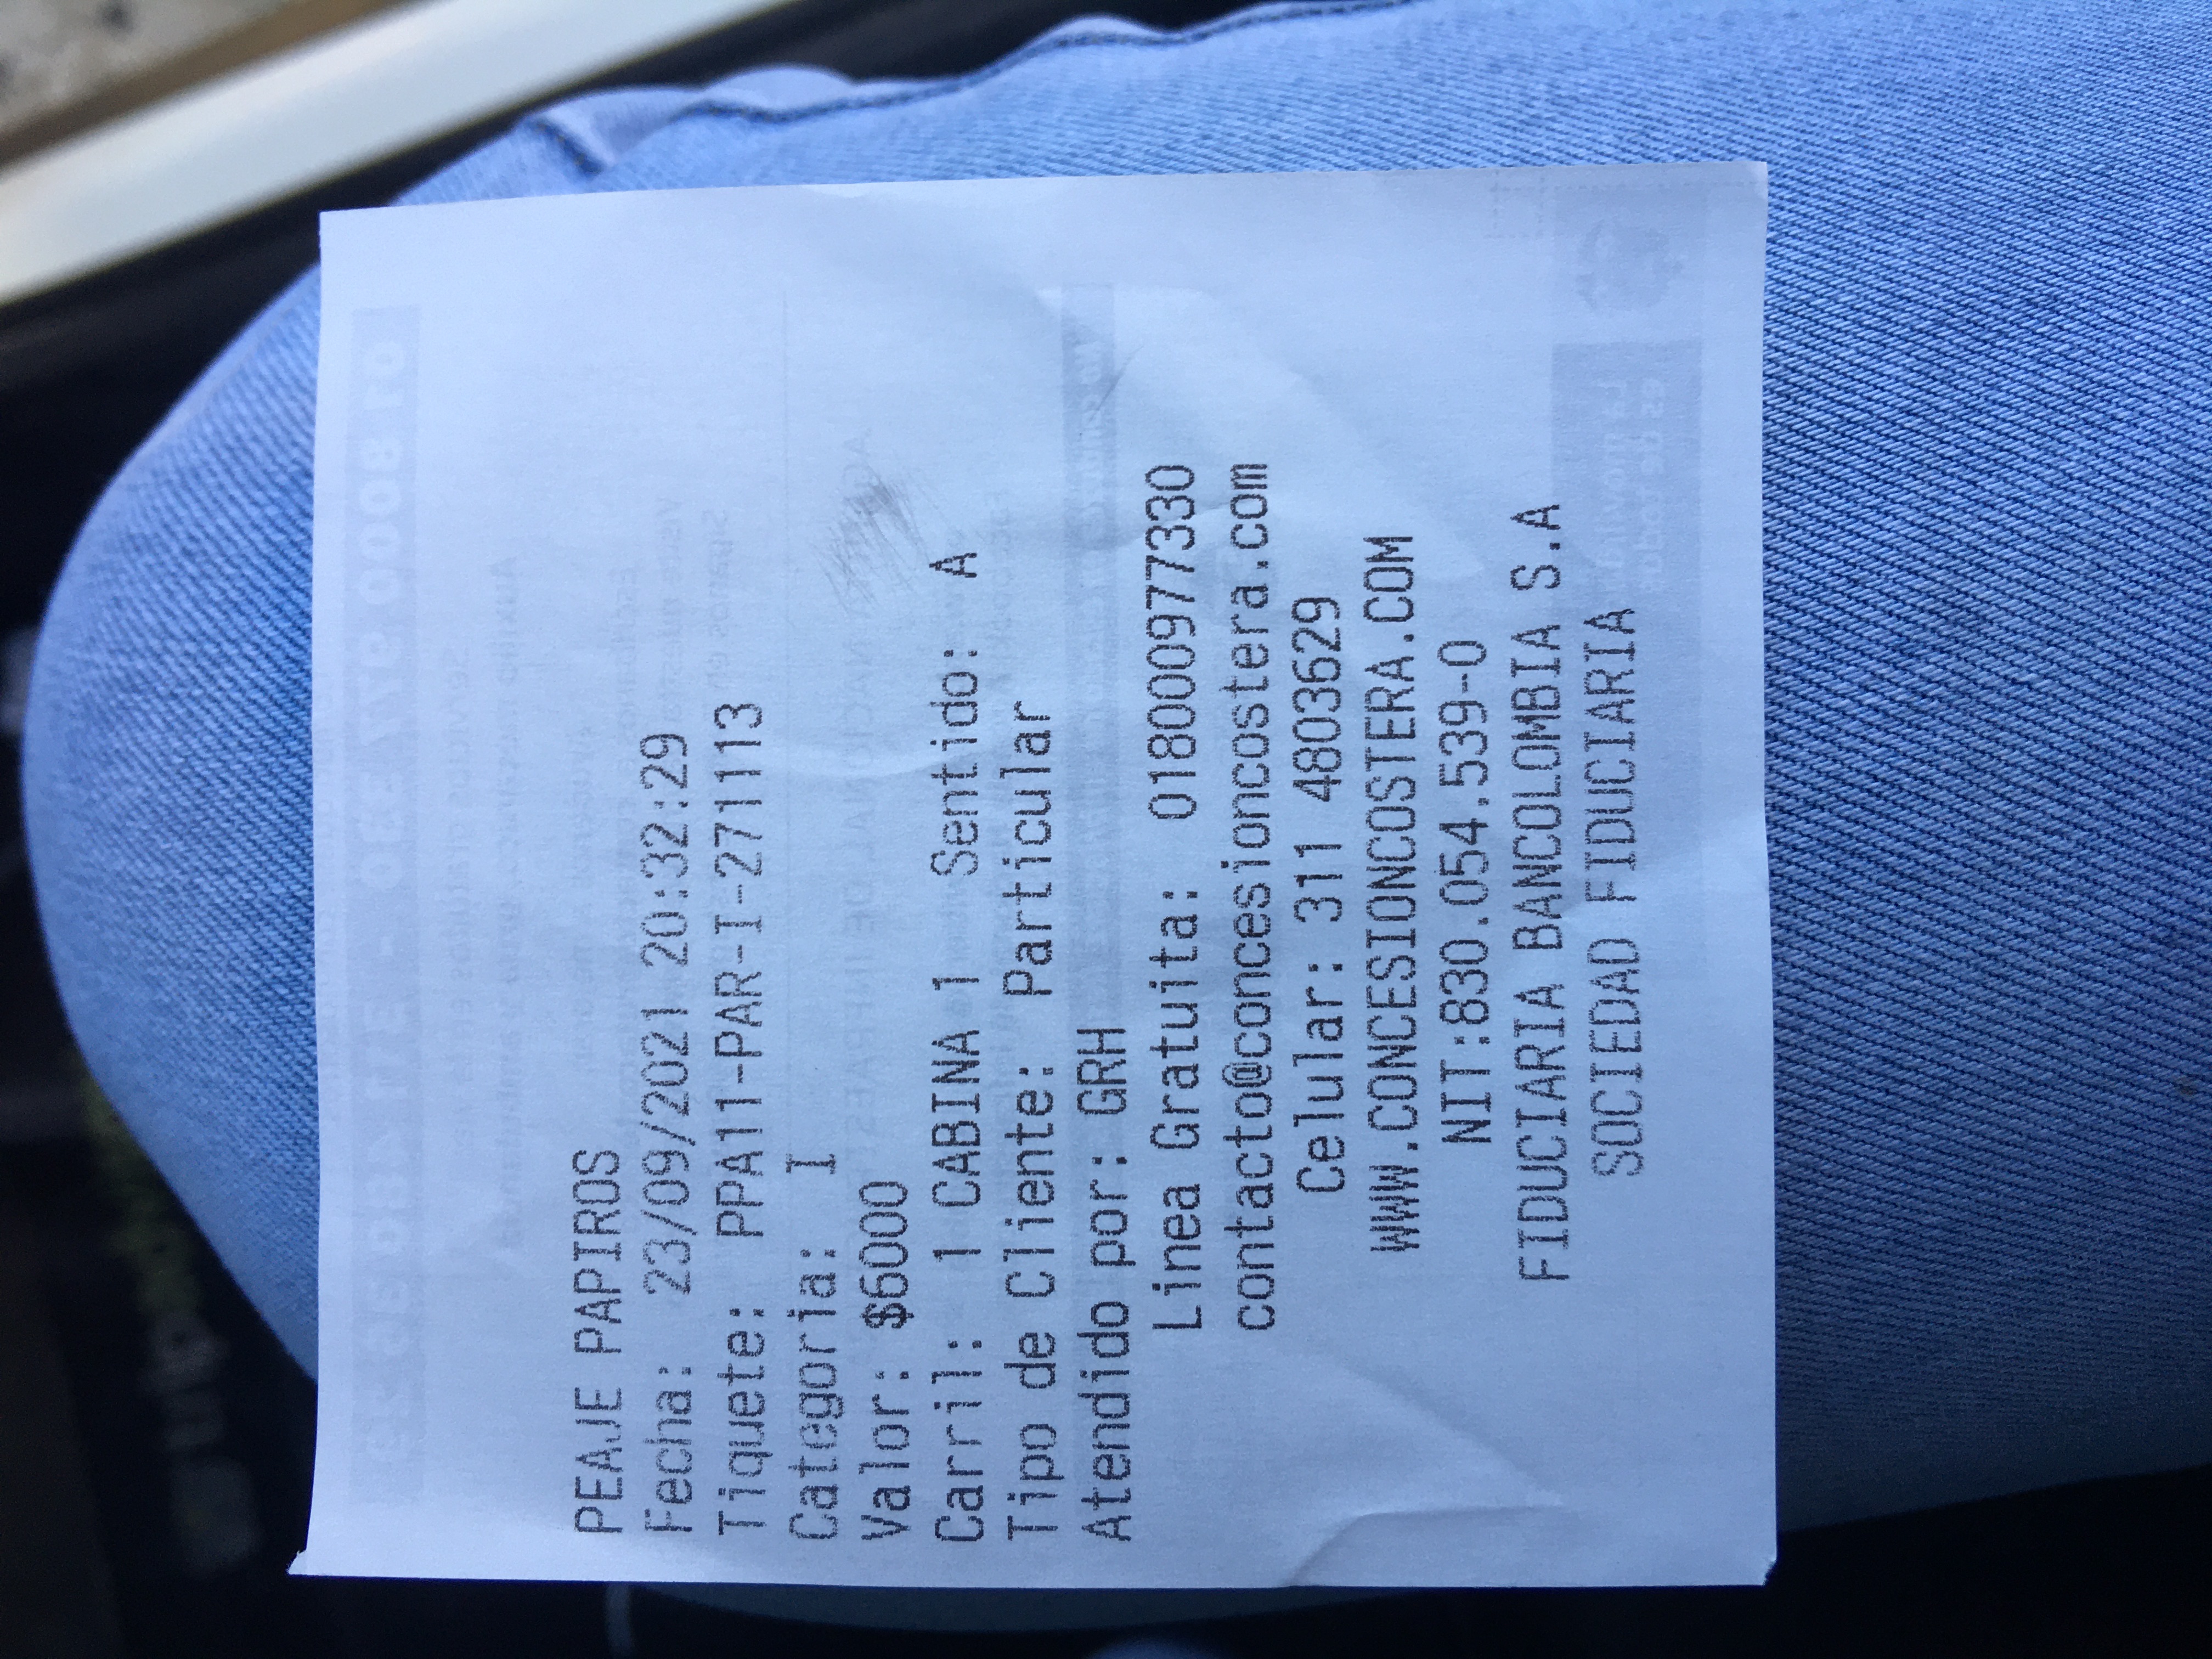 PEAJE PAPIROS
Fecha: 23/09/2021 20:32:29
Tiquete: PPA11-PAR-I-271113
Categoria: I
Valor: $6000
Carril: 1 CABINA 1 Sentido: A
Tipo de Cliente: Particular
Atendido por: GRH
Linea Gratuita: 018000977330
contacto@concesioncostera.com
Celular: 311 4803629
WWW.CONCESIONCOSTERA.COM
NIT:830.054.539-0
FIDUCIARIA BANCOLOMBIA S.A
SOCIEDAD FIDUCIARIA